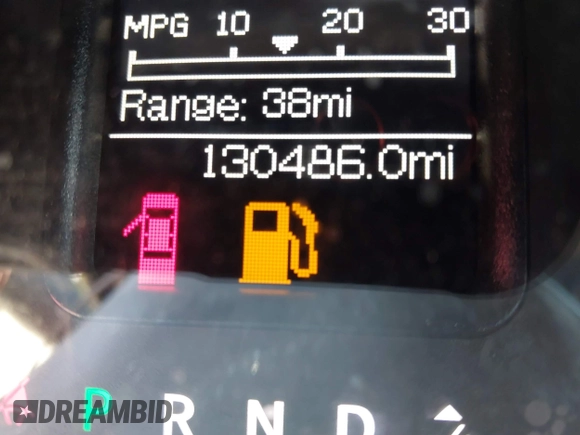 MPG 10 20 30
Range: 38mi
130486.0mi
P R N D
DREAMBID